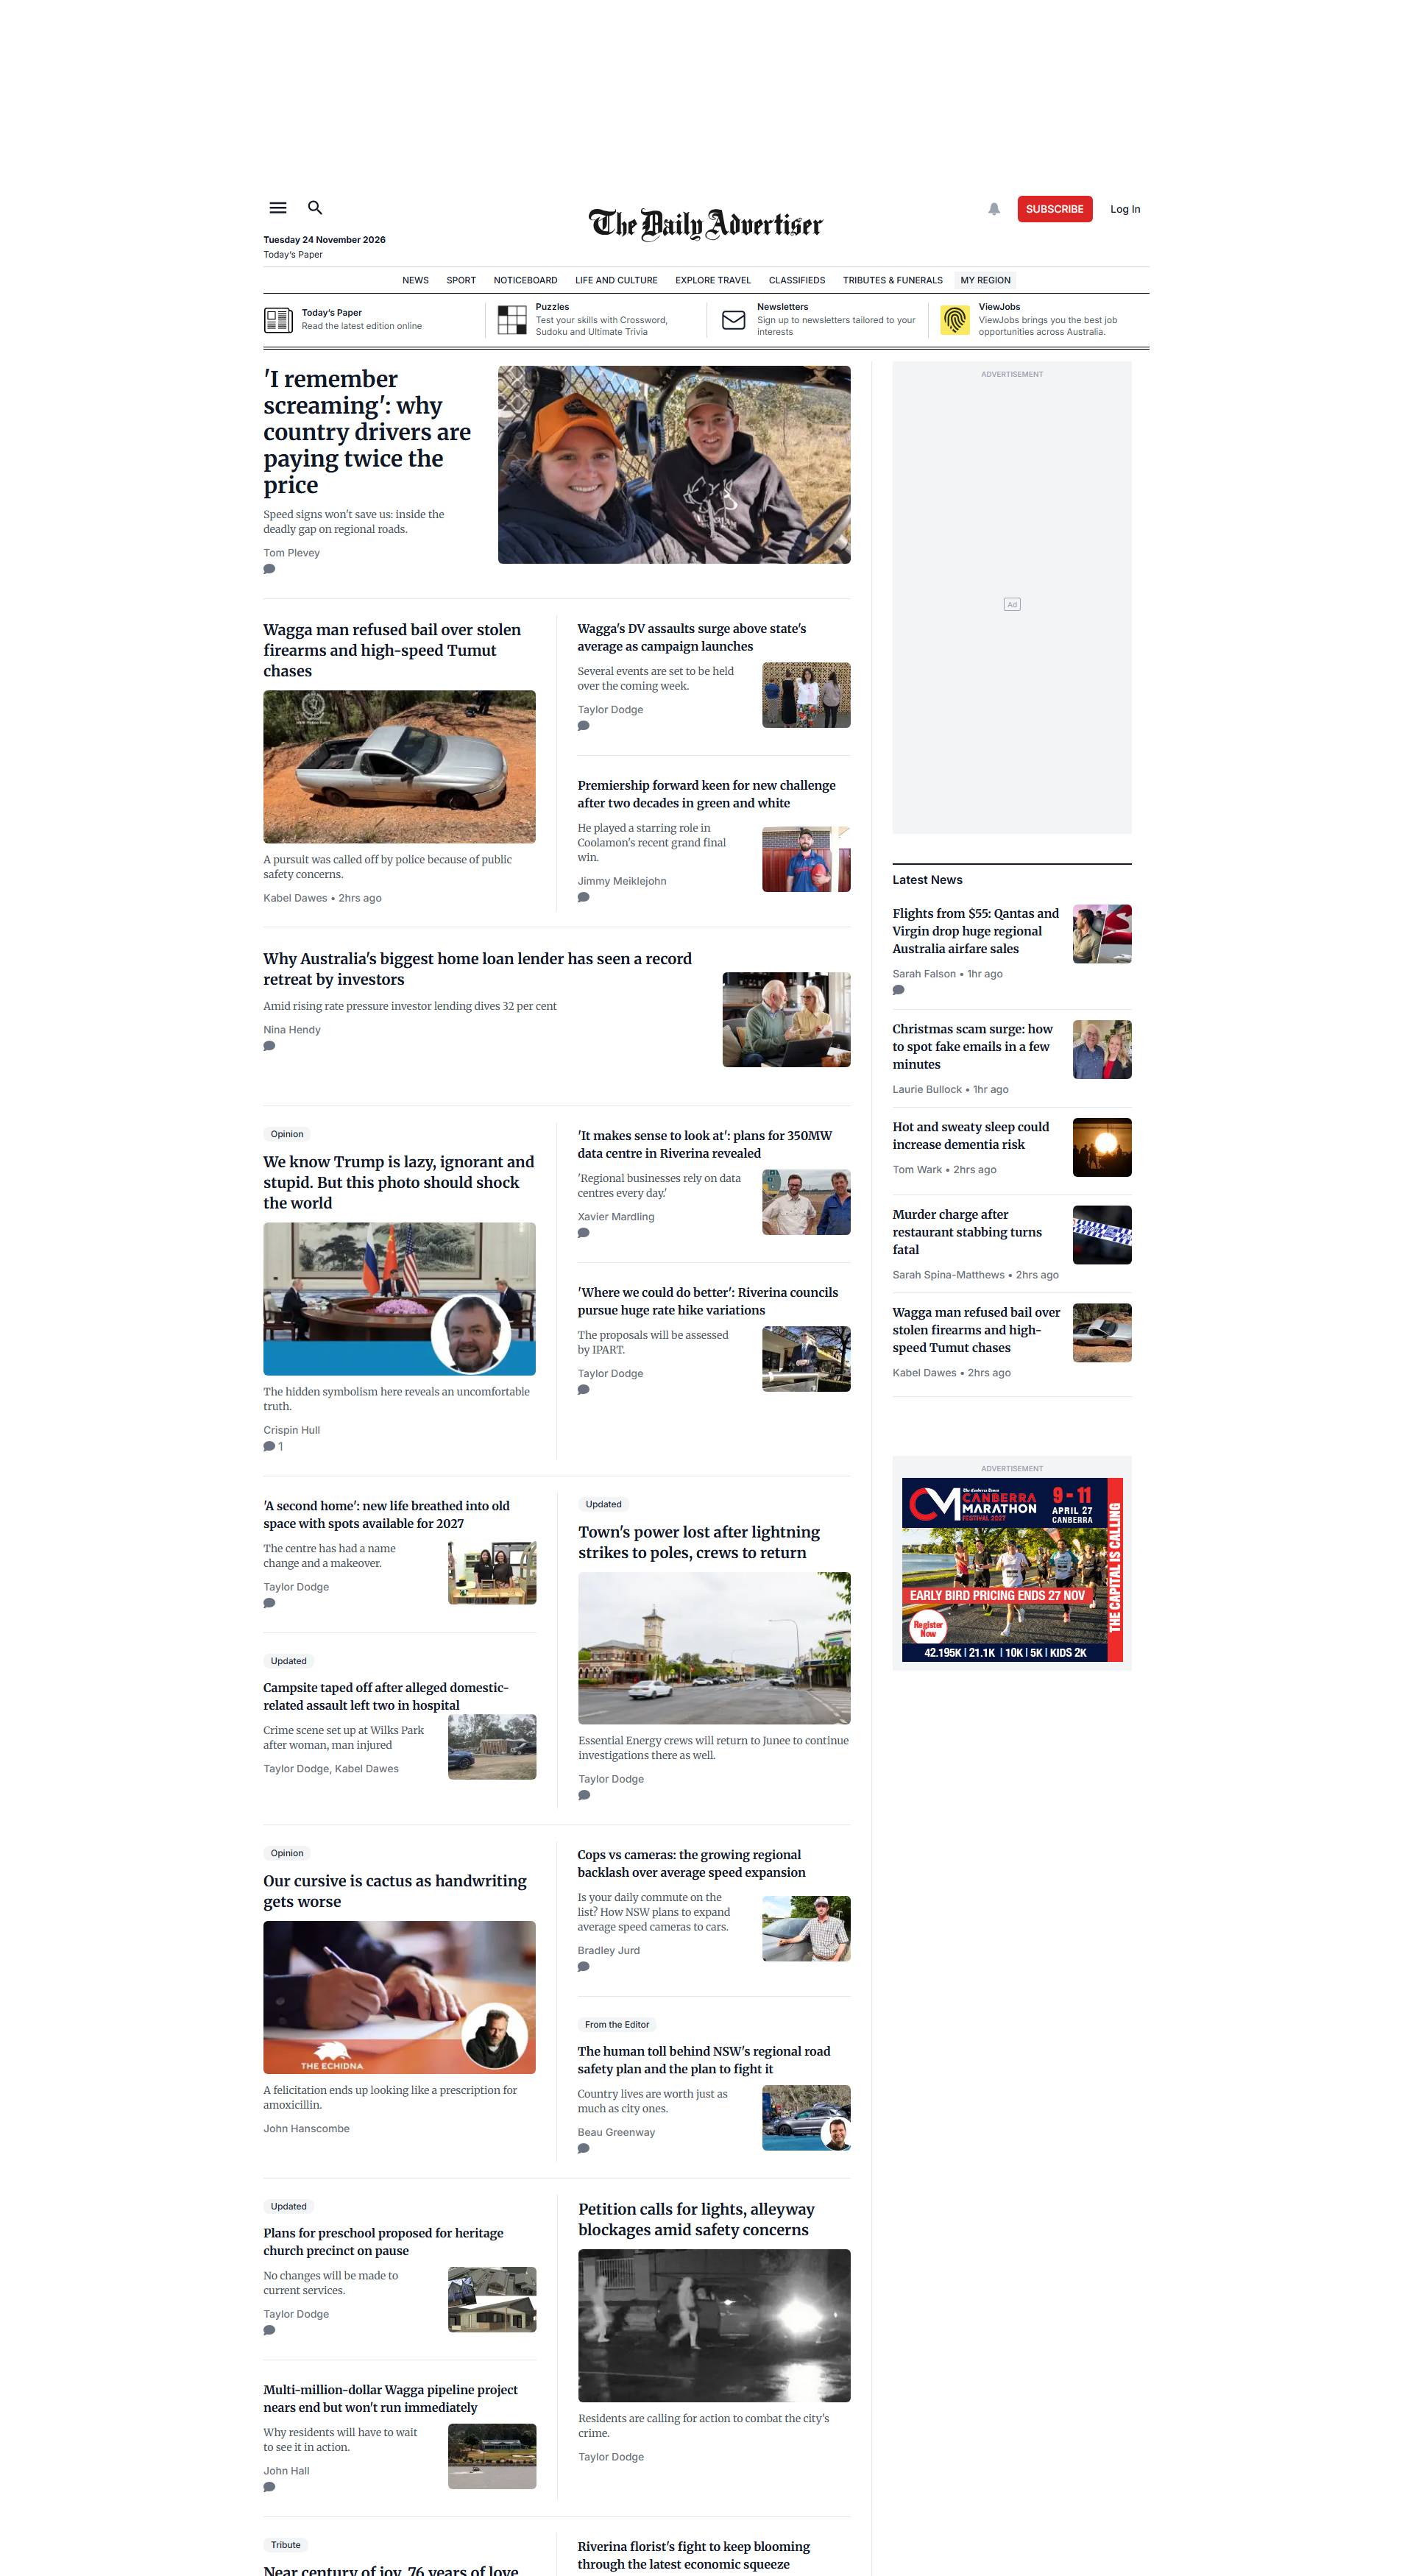 The Daily Advertiser
SUBSCRIBE
Log In
Tuesday 24 November 2026
Today's Paper
NEWS
SPORT
NOTICEBOARD
LIFE AND CULTURE
EXPLORE TRAVEL
CLASSIFIEDS
TRIBUTES & FUNERALS
MY REGION
Today's Paper
Read the latest edition online
Puzzles
Test your skills with Crossword,
Sudoku and Ultimate Trivia
Newsletters
Sign up to newsletters tailored to your
interests
ViewJobs
ViewJobs brings you the best job
opportunities across Australia.
'I remember
screaming': why
country drivers are
paying twice the
price
Speed signs won't save us: inside the
deadly gap on regional roads.
Tom Plevey
Wagga man refused bail over stolen
firearms and high-speed Tumut
chases
A pursuit was called off by police because of public
safety concerns.
Kabel Dawes • 2hrs ago
Wagga's DV assaults surge above state's
average as campaign launches
Several events are set to be held
over the coming week.
Taylor Dodge
Premiership forward keen for new challenge
after two decades in green and white
He played a starring role in
Coolamon's recent grand final
win.
Jimmy Meiklejohn
Why Australia's biggest home loan lender has seen a record
retreat by investors
Amid rising rate pressure investor lending dives 32 per cent
Nina Hendy
Opinion
We know Trump is lazy, ignorant and
stupid. But this photo should shock
the world
The hidden symbolism here reveals an uncomfortable
truth.
Crispin Hull
1
'It makes sense to look at': plans for 350MW
data centre in Riverina revealed
'Regional businesses rely on data
centres every day.'
Xavier Mardling
'Where we could do better': Riverina councils
pursue huge rate hike variations
The proposals will be assessed
by IPART.
Taylor Dodge
'A second home': new life breathed into old
space with spots available for 2027
The centre has had a name
change and a makeover.
Taylor Dodge
Updated
Campsite taped off after alleged domestic-
related assault left two in hospital
Crime scene set up at Wilks Park
after woman, man injured
Taylor Dodge, Kabel Dawes
Updated
Town's power lost after lightning
strikes to poles, crews to return
Essential Energy crews will return to Junee to continue
investigations there as well.
Taylor Dodge
Opinion
Our cursive is cactus as handwriting
gets worse
THE ECHIDNA
A felicitation ends up looking like a prescription for
amoxicillin.
John Hanscombe
Cops vs cameras: the growing regional
backlash over average speed expansion
Is your daily commute on the
list? How NSW plans to expand
average speed cameras to cars.
Bradley Jurd
From the Editor
The human toll behind NSW's regional road
safety plan and the plan to fight it
Country lives are worth just as
much as city ones.
Beau Greenway
Updated
Plans for preschool proposed for heritage
church precinct on pause
No changes will be made to
current services.
Taylor Dodge
Multi-million-dollar Wagga pipeline project
nears end but won't run immediately
Why residents will have to wait
to see it in action.
John Hall
Petition calls for lights, alleyway
blockages amid safety concerns
Residents are calling for action to combat the city's
crime.
Taylor Dodge
Tribute
Near century of joy, 76 years of love
Riverina florist's fight to keep blooming
through the latest economic squeeze
ADVERTISEMENT
Ad
Latest News
Flights from $55: Qantas and
Virgin drop huge regional
Australia airfare sales
Sarah Falson • 1hr ago
Christmas scam surge: how
to spot fake emails in a few
minutes
Laurie Bullock • 1hr ago
Hot and sweaty sleep could
increase dementia risk
Tom Wark • 2hrs ago
Murder charge after
restaurant stabbing turns
fatal
Sarah Spina-Matthews • 2hrs ago
Wagga man refused bail over
stolen firearms and high-
speed Tumut chases
Kabel Dawes • 2hrs ago
ADVERTISEMENT
CM
The Canberra Times
CANBERRA
MARATHON
FESTIVAL 2027
9 - 11
APRIL 27
CANBERRA
THE CAPITAL IS CALLING
EARLY BIRD PRICING ENDS 27 NOV
Register
Now
42.195K | 21.1K | 10K | 5K | KIDS 2K